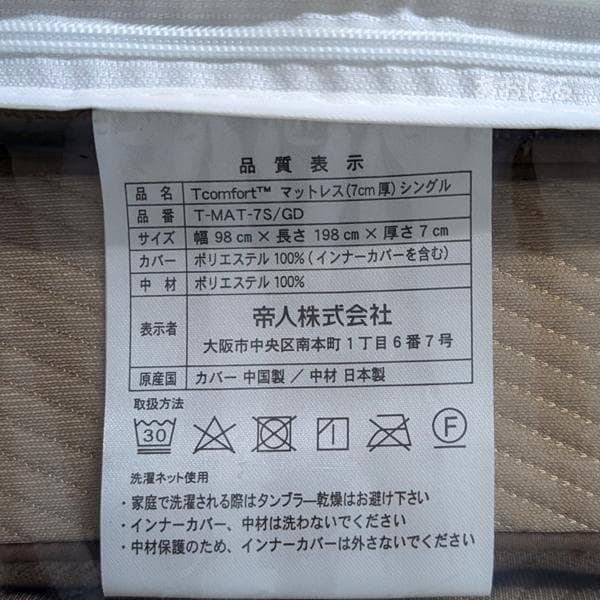 品質表示
品名 Tcomfort™ マットレス(7cm厚)シングル
品番 T-MAT-7S/GD
サイズ 幅 98cm × 長さ 198cm × 厚さ 7cm
カバー ポリエステル100%(インナーカバーを含む)
中材 ポリエステル100%
表示者 帝人株式会社
大阪市中央区南本町1丁目6番7号
原産国 カバー 中国製 / 中材 日本製
取扱方法
30 F
洗濯ネット使用
・家庭で洗濯される際はタンブラー乾燥はお避け下さい
・インナーカバー、中材は洗わないでください
・中材保護のため、インナーカバーは外さないでください